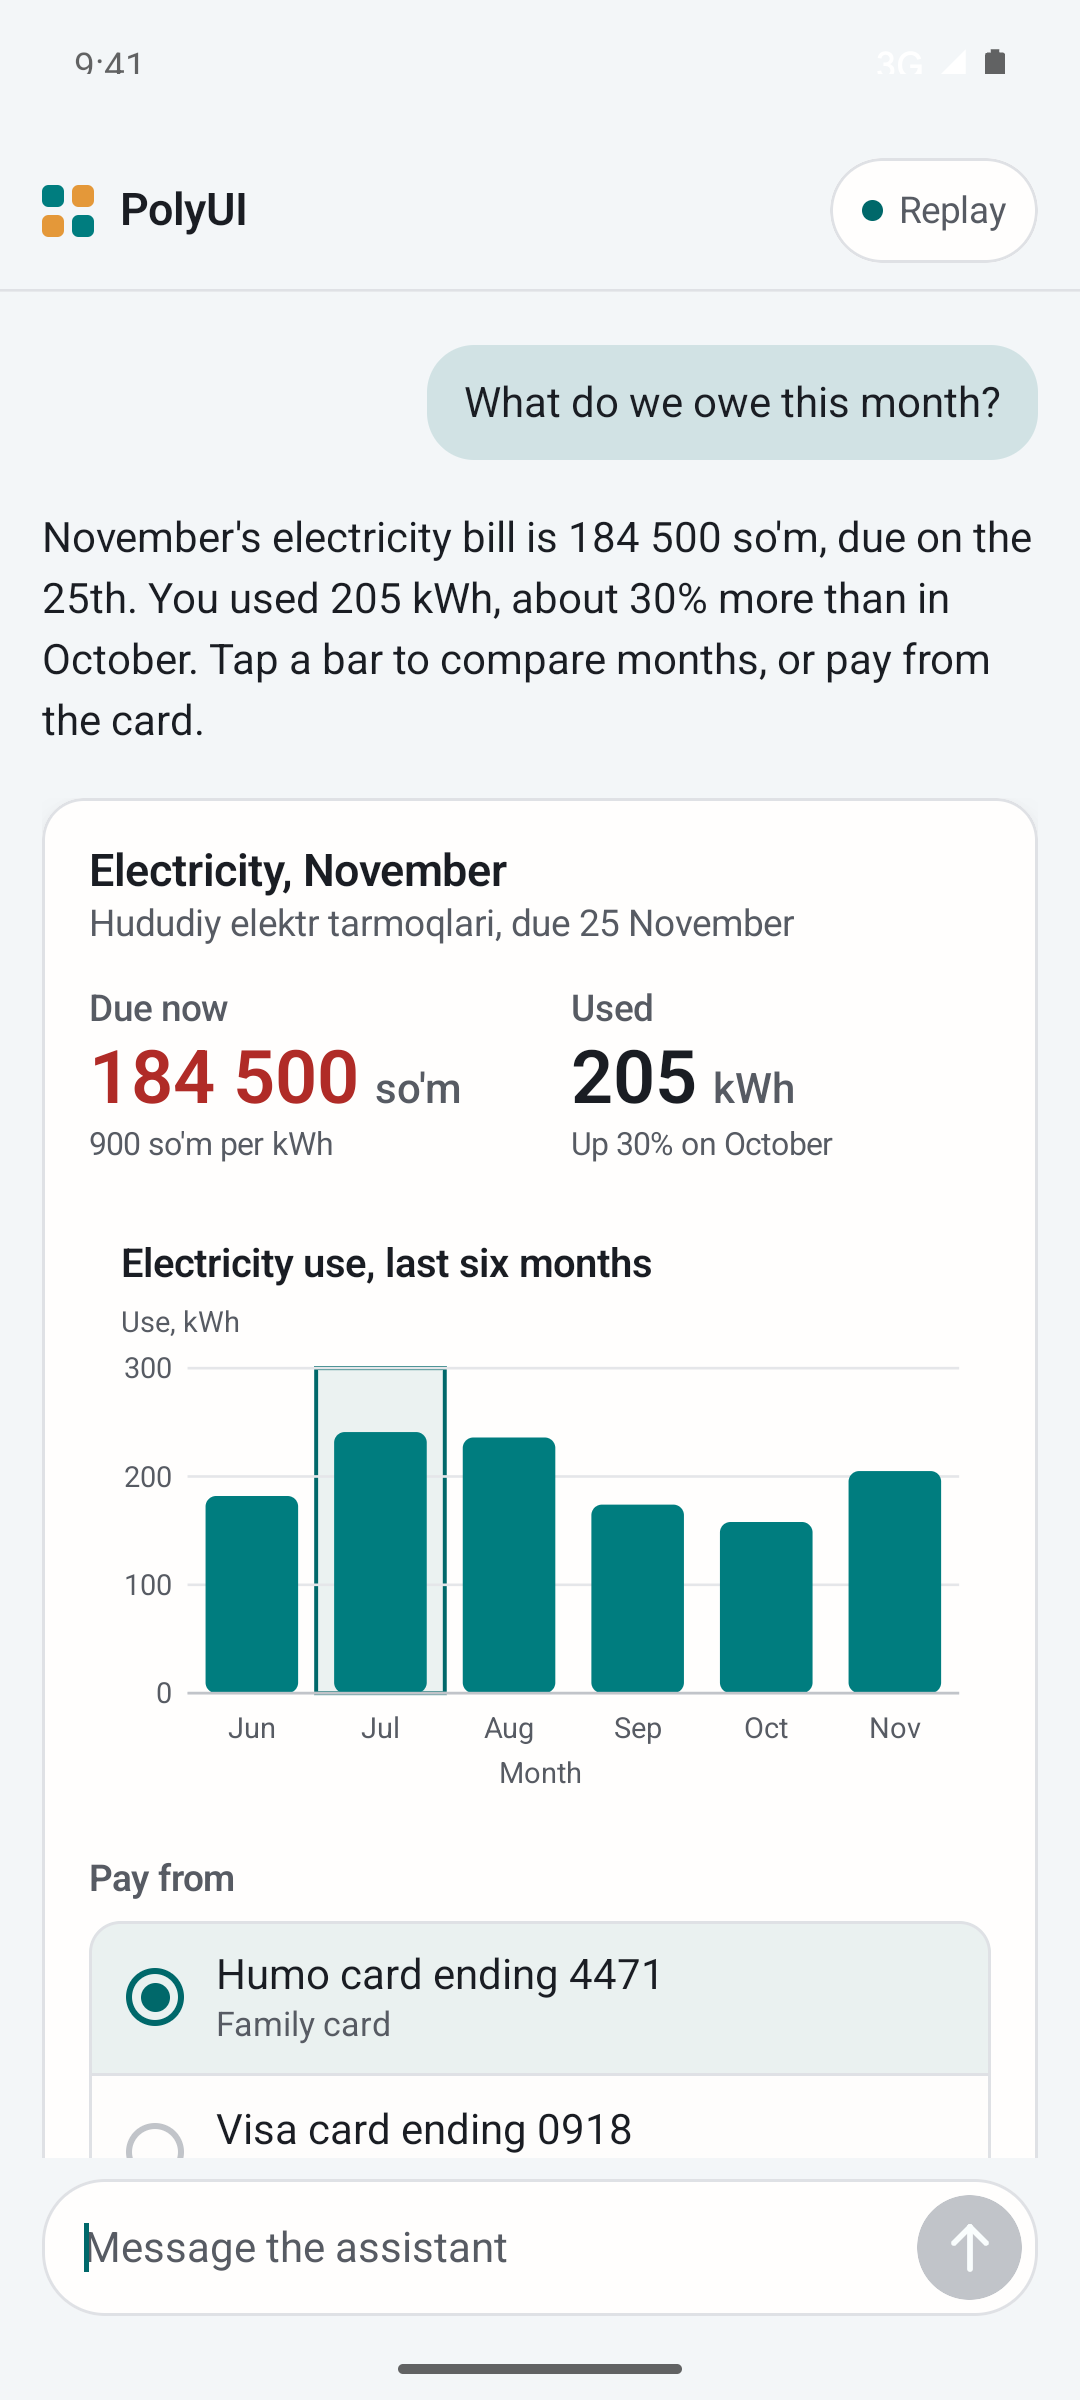 9:41
3G
PolyUI
Replay
What do we owe this month?
November's electricity bill is 184 500 so'm, due on the
25th. You used 205 kWh, about 30% more than in
October. Tap a bar to compare months, or pay from
the card.
Electricity, November
Hududiy elektr tarmoqlari, due 25 November
Due now
184 500 so'm
900 so'm per kWh
Used
205 kWh
Up 30% on October
Electricity use, last six months
Use, kWh
300
200
100
0
Jun Jul Aug Sep Oct Nov
Month
Pay from
Humo card ending 4471
Family card
Visa card ending 0918
Message the assistant